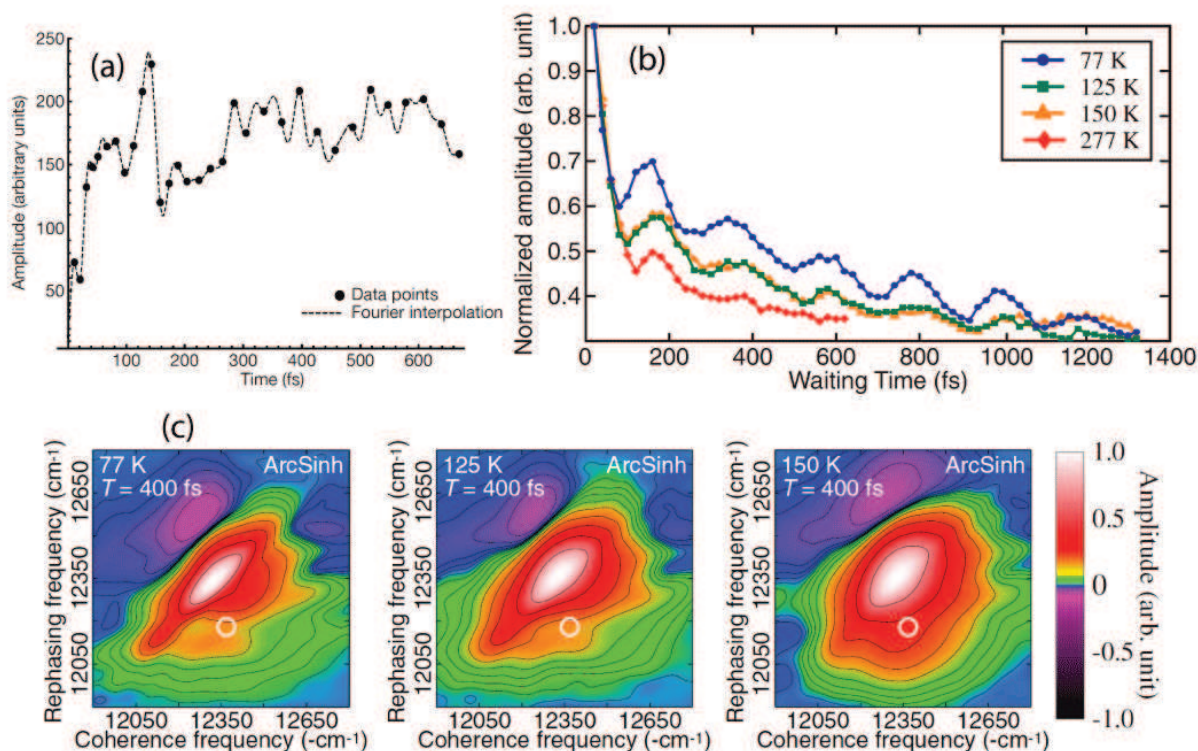 (a)
250
200
150
100
50
Amplitude (arbitrary units)
Data points
Fourier interpolation
100 200 300 400 500 600
Time (fs)
(b)
1.0
0.9
0.8
0.7
0.6
0.5
0.4
Normalized amplitude (arb. unit)
77 K
125 K
150 K
277 K
0 200 400 600 800 1000 1200 1400
Waiting Time (fs)
(c)
Rephasing frequency (cm-1)
12650
12350
12050
77 K ArcSinh
T = 400 fs
12050 12350 12650
Coherence frequency (-cm-1)
Rephasing frequency (cm-1)
12650
12350
12050
125 K ArcSinh
T = 400 fs
12050 12350 12650
Coherence frequency (-cm-1)
Rephasing frequency (cm-1)
12650
12350
12050
150 K ArcSinh
T = 400 fs
12050 12350 12650
Coherence frequency (-cm-1)
1.0
0.5
0
-0.5
-1.0
Amplitude (arb. unit)